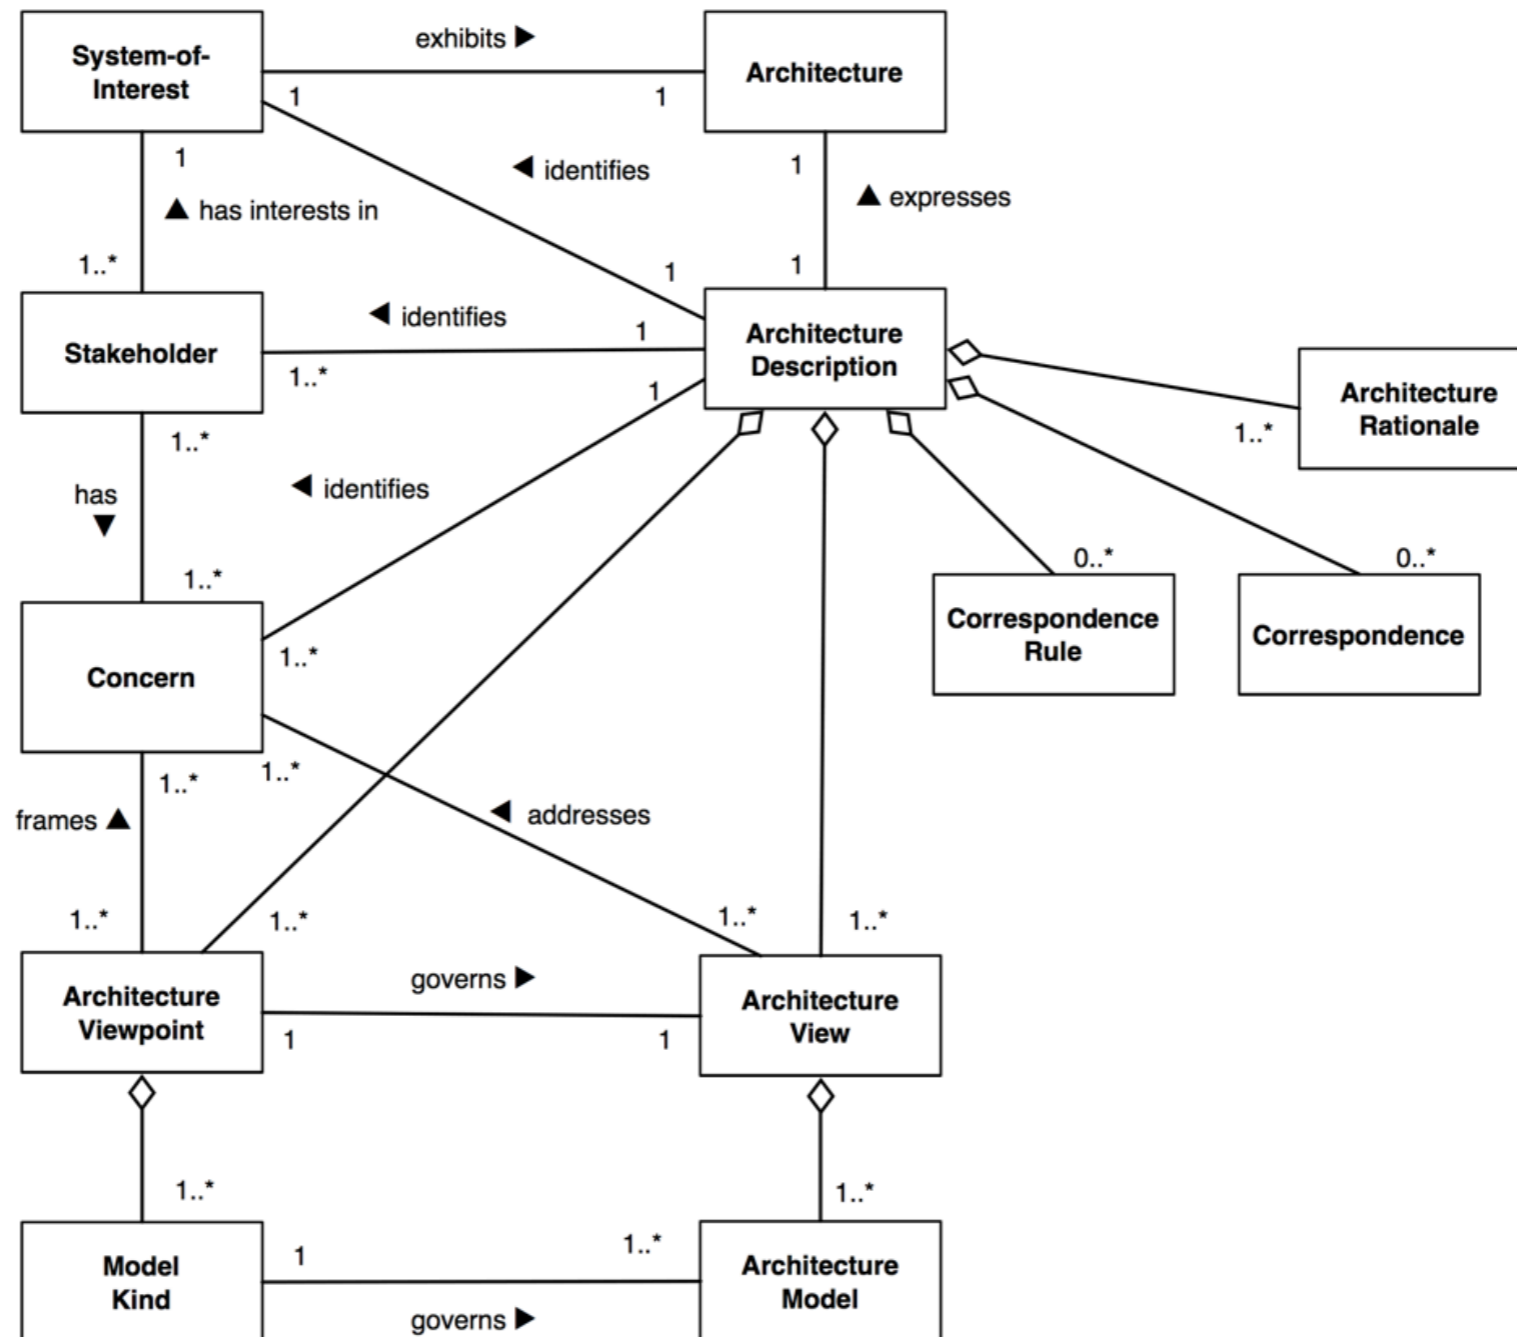 System-of-
Interest
exhibits ▶
Architecture
1
1
◀ identifies
1
▲ has interests in
1..*
1
▲ expresses
1
1
Stakeholder
◀ identifies
1
1..*
Architecture
Description
Architecture
Rationale
1..*
1..*
has
▼
1..*
1
◀ identifies
1..*
0..*
Correspondence
Rule
0..*
Correspondence
Concern
1..*
1..*
frames ▲
1..*
◀ addresses
1..*
1..*
1..*
Architecture
Viewpoint
governs ▶
1
1
Architecture
View
1..*
1..*
Model
Kind
1
1..*
governs ▶
Architecture
Model